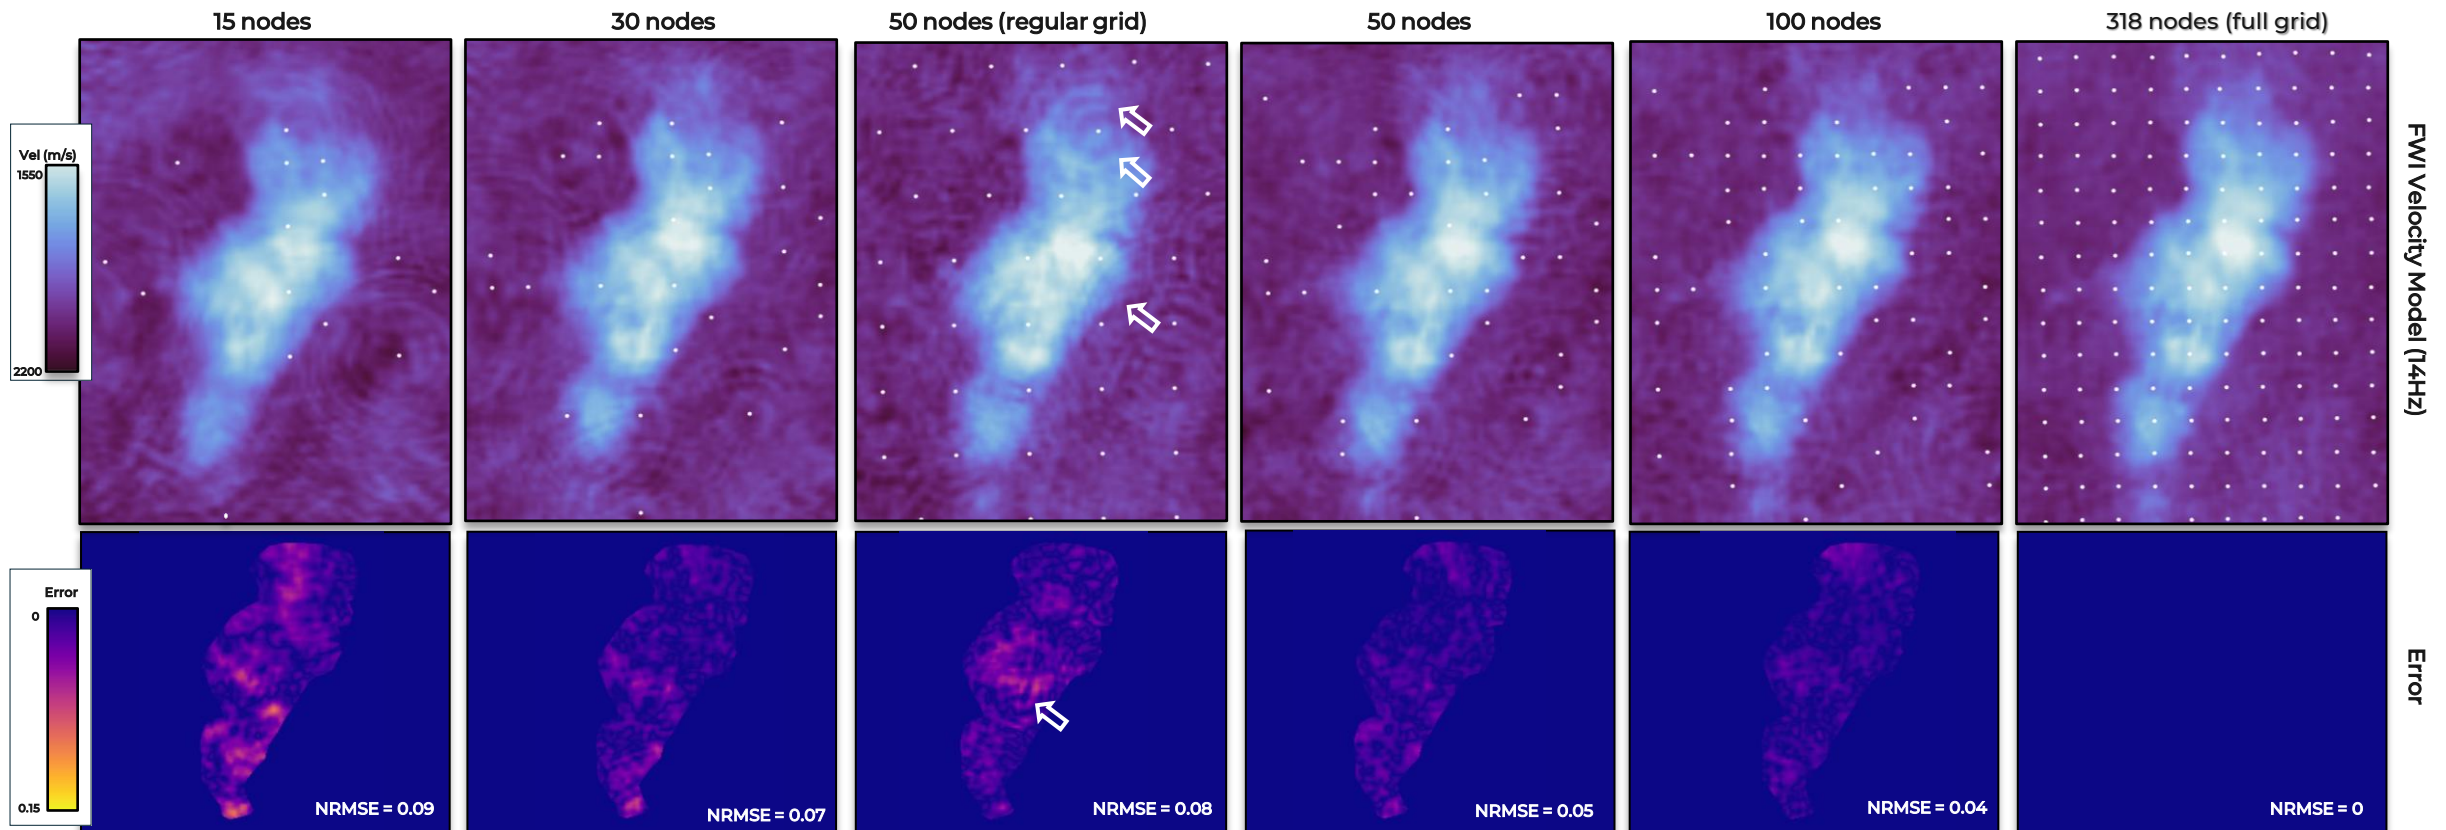 15 nodes
30 nodes
50 nodes (regular grid)
50 nodes
100 nodes
318 nodes (full grid)
Vel (m/s)
1550
2200
FWI Velocity Model (14Hz)
Error
0
0.15
NRMSE = 0.09
NRMSE = 0.07
NRMSE = 0.08
NRMSE = 0.05
NRMSE = 0.04
NRMSE = 0
Error